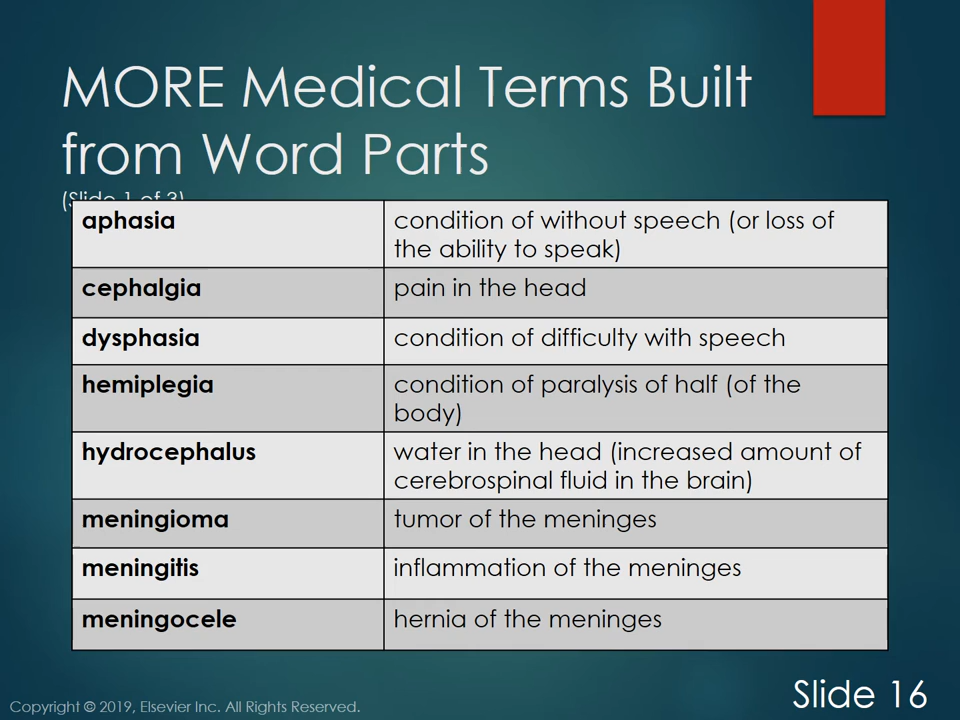 MORE Medical Terms Built
from Word Parts
(Slide 1 of 3)
aphasia
condition of without speech (or loss of
the ability to speak)
cephalgia
pain in the head
dysphasia
condition of difficulty with speech
hemiplegia
condition of paralysis of half (of the
body)
hydrocephalus
water in the head (increased amount of
cerebrospinal fluid in the brain)
meningioma
tumor of the meninges
meningitis
inflammation of the meninges
meningocele
hernia of the meninges
Copyright © 2019, Elsevier Inc. All Rights Reserved.
Slide 16